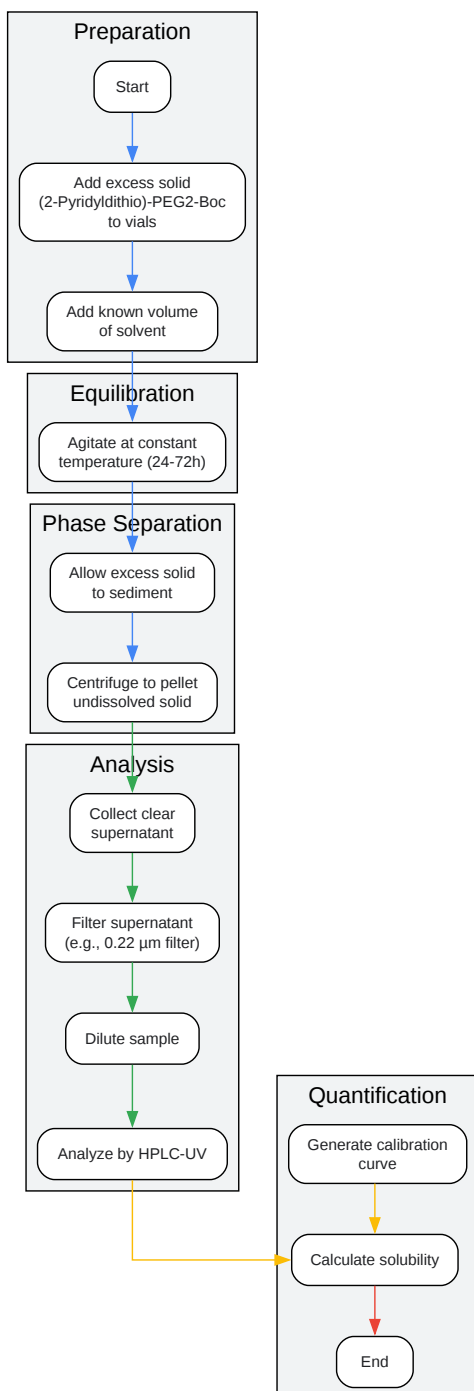 Preparation
Start
Add excess solid
(2-Pyridyldithio)-PEG2-Boc
to vials
Add known volume
of solvent
Equilibration
Agitate at constant
temperature (24-72h)
Phase Separation
Allow excess solid
to sediment
Centrifuge to pellet
undissolved solid
Analysis
Collect clear
supernatant
Filter supernatant
(e.g., 0.22 µm filter)
Dilute sample
Analyze by HPLC-UV
Quantification
Generate calibration
curve
Calculate solubility
End